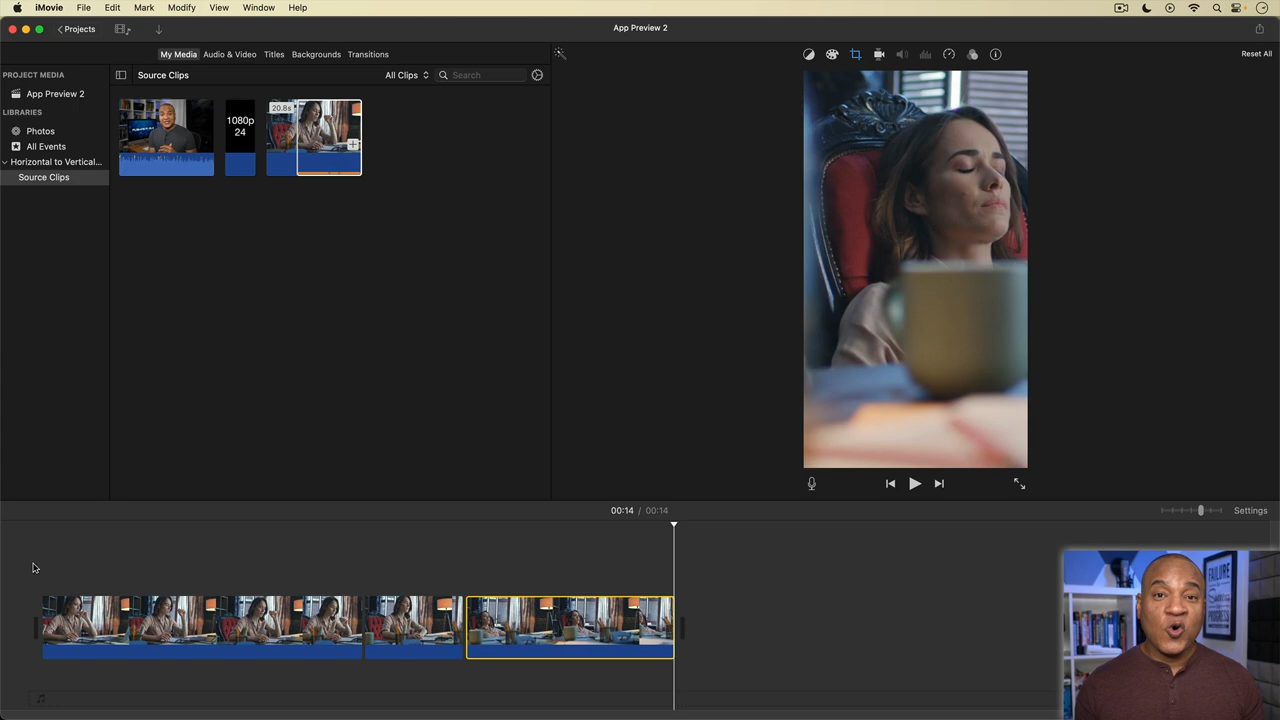 iMovie File Edit Mark Modify View Window Help
Projects
App Preview 2
My Media Audio & Video Titles Backgrounds Transitions
Reset All
PROJECT MEDIA
App Preview 2
LIBRARIES
Photos
All Events
Horizontal to Vertical...
Source Clips
Source Clips
All Clips
Search
1080p
24
20.8s
00:14 / 00:14
Settings
FAILURE